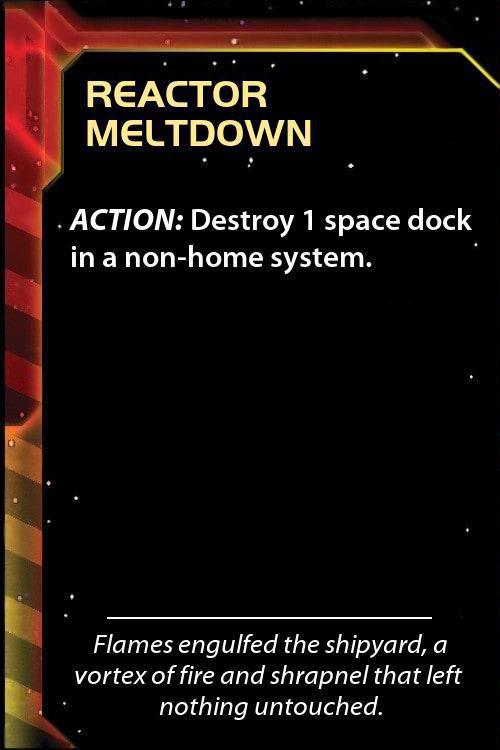 REACTOR
MELTDOWN
ACTION: Destroy 1 space dock
in a non-home system.
Flames engulfed the shipyard, a
vortex of fire and shrapnel that left
nothing untouched.